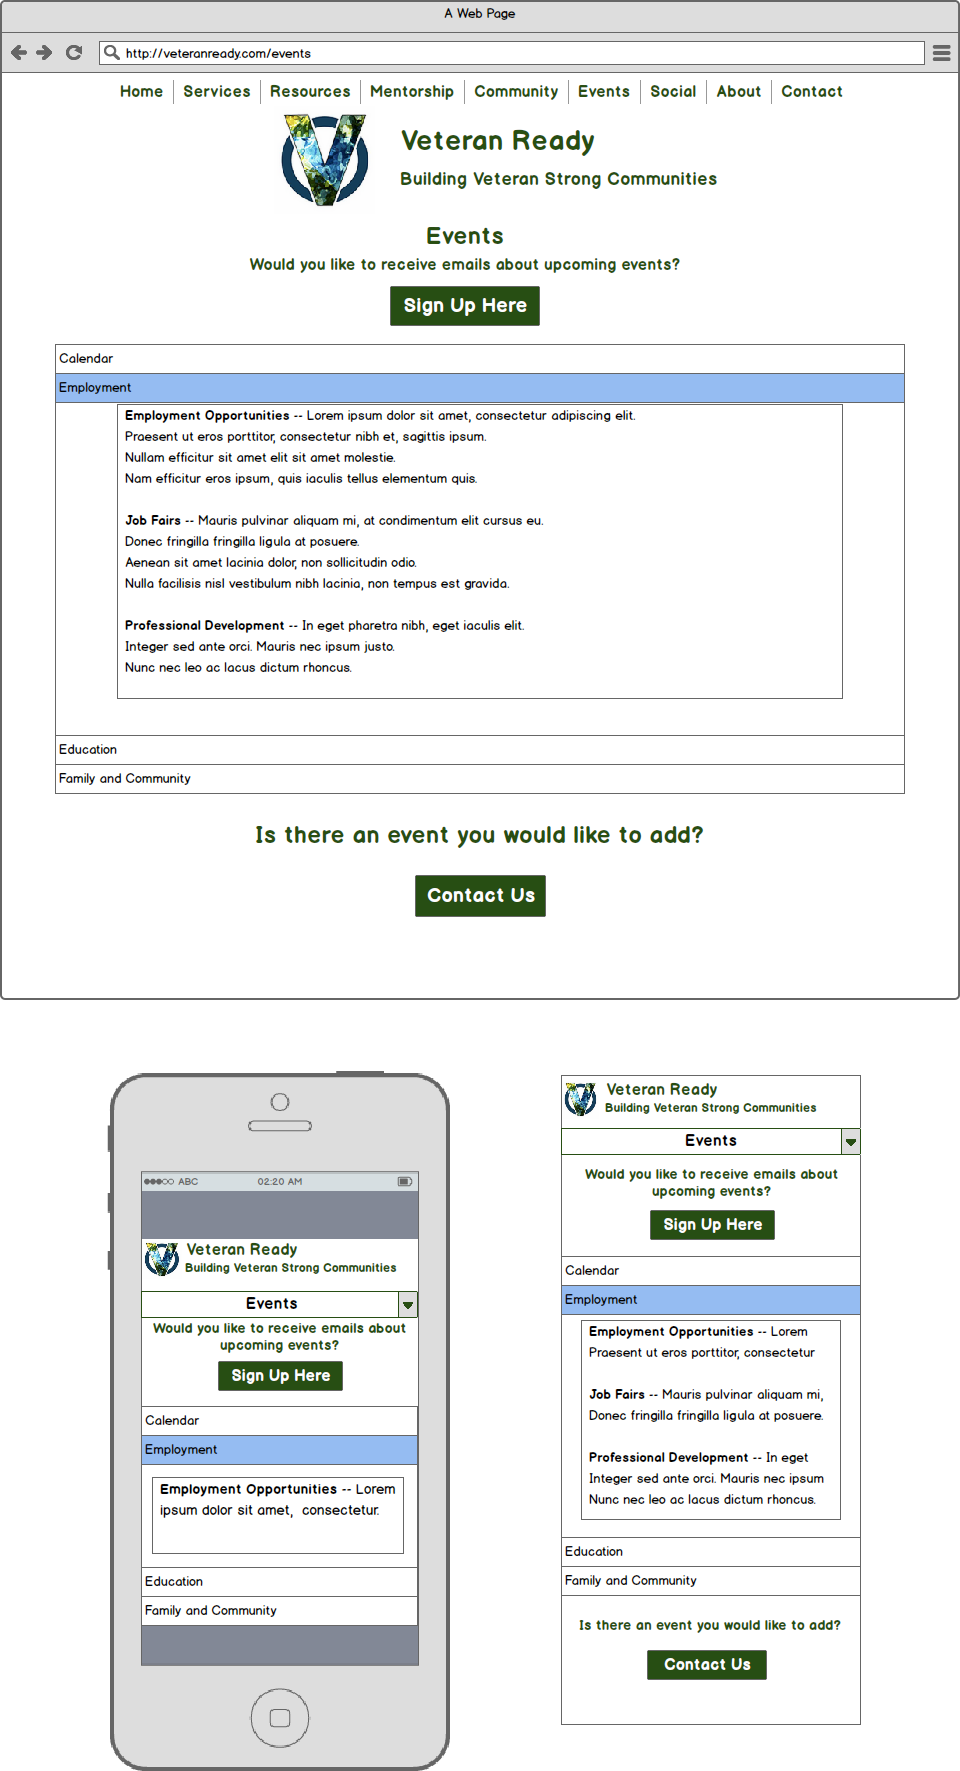 A Web Page
http://veteranready.com/events
Home Services Resources Mentorship Community Events Social About Contact
Veteran Ready
Building Veteran Strong Communities
Events
Would you like to receive emails about upcoming events?
Sign Up Here
Calendar
Employment
Employment Opportunities -- Lorem ipsum dolor sit amet, consectetur adipiscing elit.
Praesent ut eros porttitor, consectetur nibh et, sagittis ipsum.
Nullam efficitur sit amet elit sit amet molestie.
Nam efficitur eros ipsum, quis iaculis tellus elementum quis.
Job Fairs -- Mauris pulvinar aliquam mi, at condimentum elit cursus eu.
Donec fringilla fringilla ligula at posuere.
Aenean sit amet lacinia dolor, non sollicitudin odio.
Nulla facilisis nisl vestibulum nibh lacinia, non tempus est gravida.
Professional Development -- In eget pharetra nibh, eget iaculis elit.
Integer sed ante orci. Mauris nec ipsum justo.
Nunc nec leo ac lacus dictum rhoncus.
Education
Family and Community
Is there an event you would like to add?
Contact Us
ABC 02:20 AM
Veteran Ready
Building Veteran Strong Communities
Events
Would you like to receive emails about
upcoming events?
Sign Up Here
Calendar
Employment
Employment Opportunities -- Lorem
ipsum dolor sit amet, consectetur.
Education
Family and Community
Veteran Ready
Building Veteran Strong Communities
Events
Would you like to receive emails about
upcoming events?
Sign Up Here
Calendar
Employment
Employment Opportunities -- Lorem
Praesent ut eros porttitor, consectetur
Job Fairs -- Mauris pulvinar aliquam mi,
Donec fringilla fringilla ligula at posuere.
Professional Development -- In eget
Integer sed ante orci. Mauris nec ipsum
Nunc nec leo ac lacus dictum rhoncus.
Education
Family and Community
Is there an event you would like to add?
Contact Us